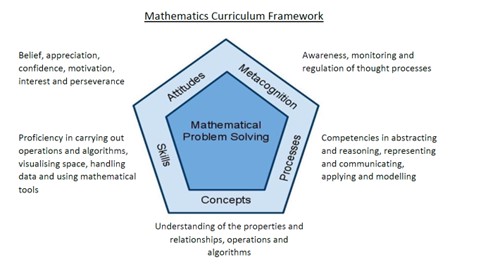 Mathematics Curriculum Framework
Belief, appreciation,
confidence, motivation,
interest and perseverance
Awareness, monitoring and
regulation of thought processes
Attitudes
Metacognition
Mathematical
Problem Solving
Proficiency in carrying out
operations and algorithms,
visualising space, handling
data and using mathematical
tools
Skills
Processes
Competencies in abstracting
and reasoning, representing
and communicating,
applying and modelling
Concepts
Understanding of the properties and
relationships, operations and
algorithms